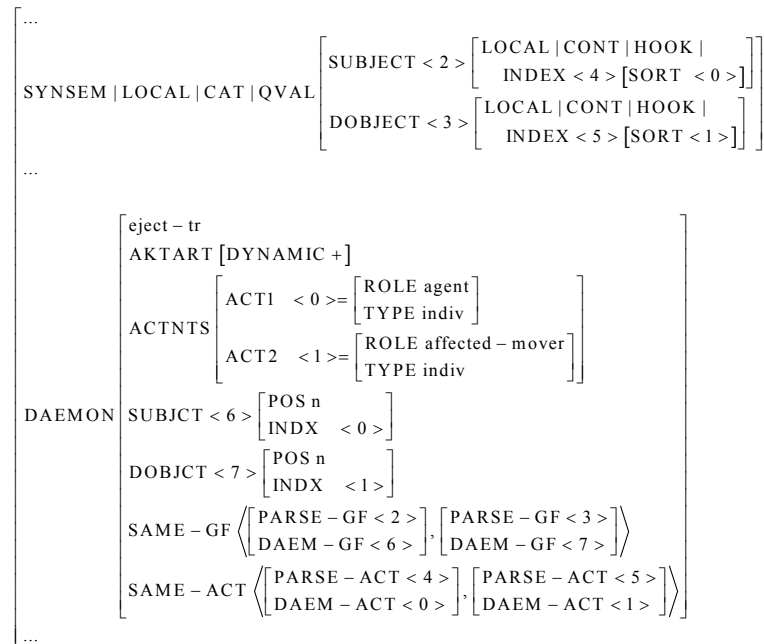 ...
SYNSEM | LOCAL | CAT | QVAL
SUBJECT < 2 > LOCAL | CONT | HOOK |
INDEX < 4 > [SORT < 0 >]
DOBJECT < 3 > LOCAL | CONT | HOOK |
INDEX < 5 > [SORT < 1 >]
...
DAEMON
eject – tr
AKTART [DYNAMIC +]
ACTNTS
ACT1 < 0 >= ROLE agent
TYPE indiv
ACT2 < 1 >= ROLE affected – mover
TYPE indiv
SUBJCT < 6 > POS n
INDX < 0 >
DOBJCT < 7 > POS n
INDX < 1 >
SAME – GF ⟨[PARSE – GF < 2 >], [PARSE – GF < 3 >]⟩
[DAEM – GF < 6 >], [DAEM – GF < 7 >]
SAME – ACT ⟨[PARSE – ACT < 4 >], [PARSE – ACT < 5 >]⟩
[DAEM – ACT < 0 >], [DAEM – ACT < 1 >]
...